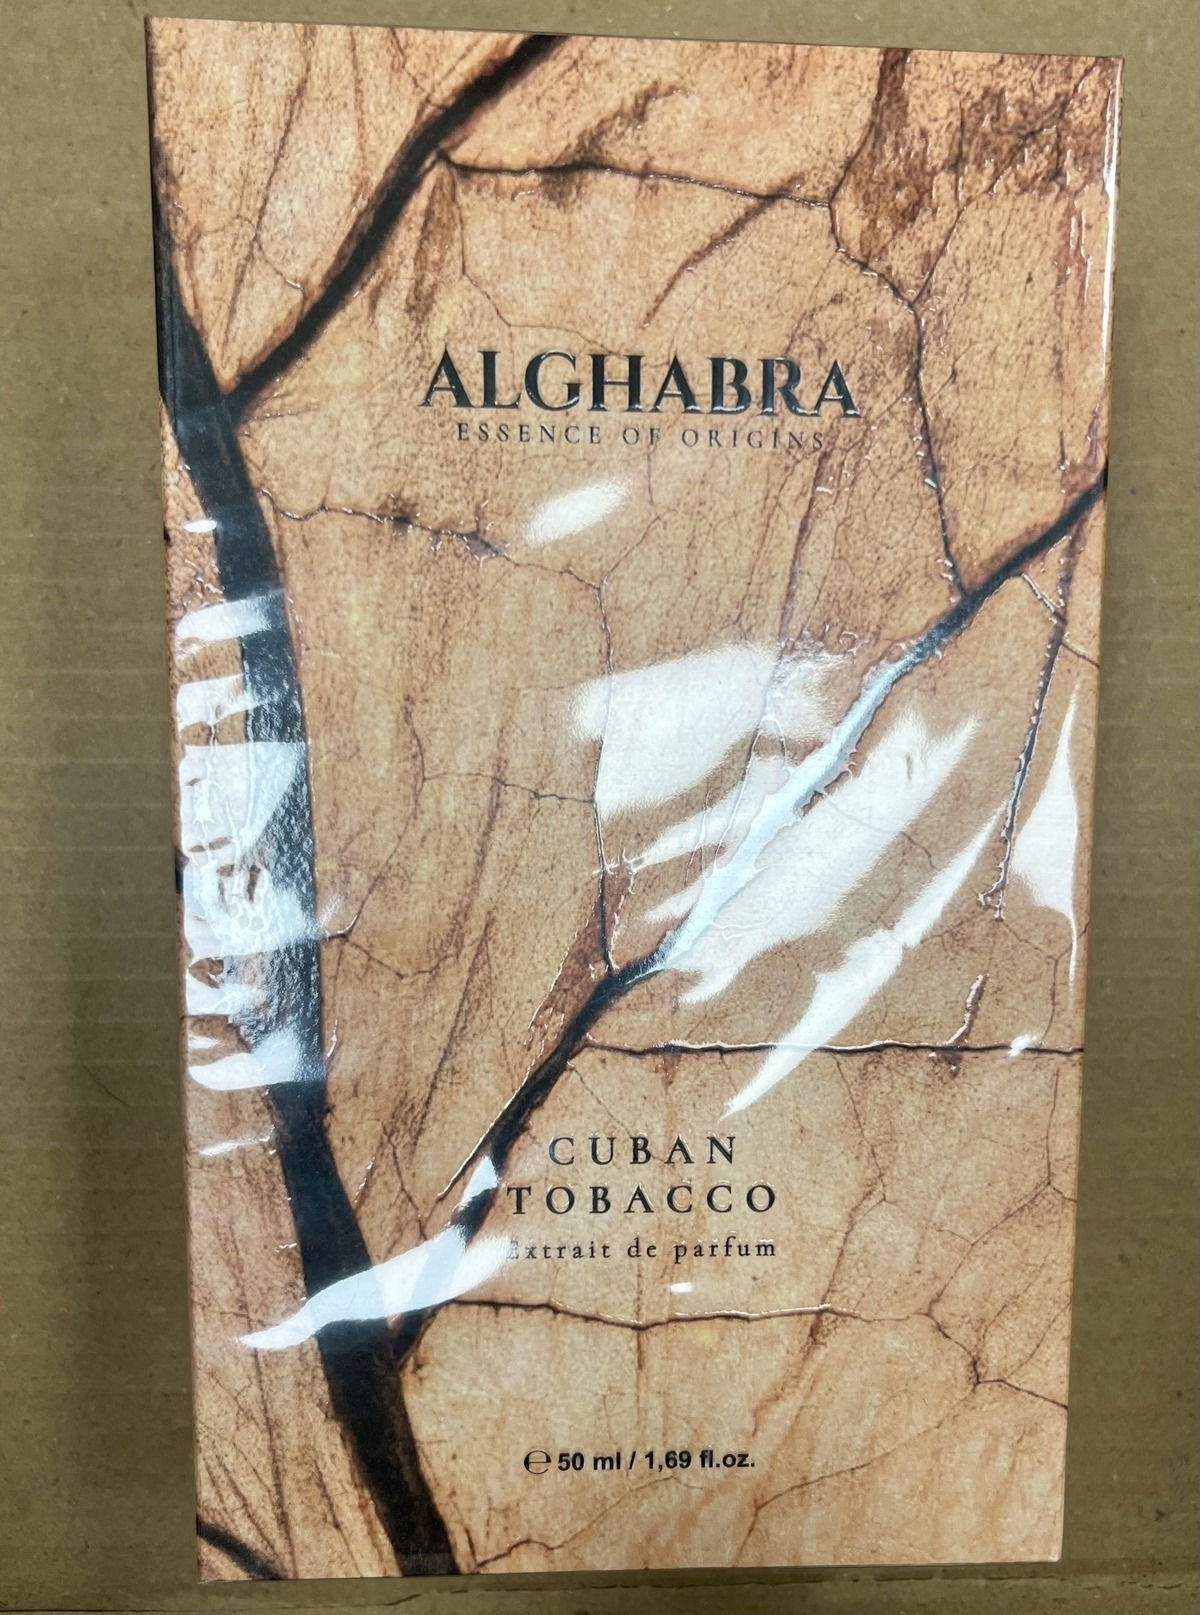 ALGHABRA
ESSENCE OF ORIGINS
CUBAN
TOBACCO
Extrait de parfum
℮ 50 ml / 1,69 fl.oz.